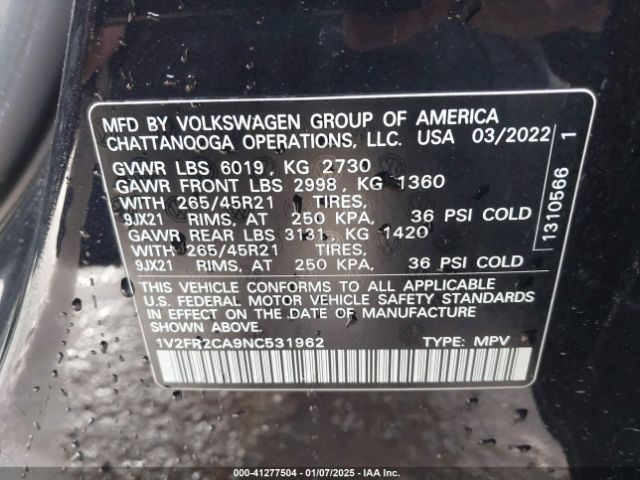 MFD BY VOLKSWAGEN GROUP OF AMERICA
CHATTANOOGA OPERATIONS, LLC. USA 03/2022
GVWR LBS 6019, KG 2730
GAWR FRONT LBS 2998, KG 1360
WITH 265/45R21 TIRES,
9JX21 RIMS, AT 250 KPA, 36 PSI COLD
GAWR REAR LBS 3131, KG 1420
WITH 265/45R21 TIRES,
9JX21 RIMS, AT 250 KPA, 36 PSI COLD
THIS VEHICLE CONFORMS TO ALL APPLICABLE
U.S. FEDERAL MOTOR VEHICLE SAFETY STANDARDS
IN EFFECT ON THE DATE OF MANUFACTURE
SHOWN ABOVE.
1V2FR2CA9NC531962 TYPE: MPV
1310566 1
000-41277504 - 01/07/2025 - IAA Inc.